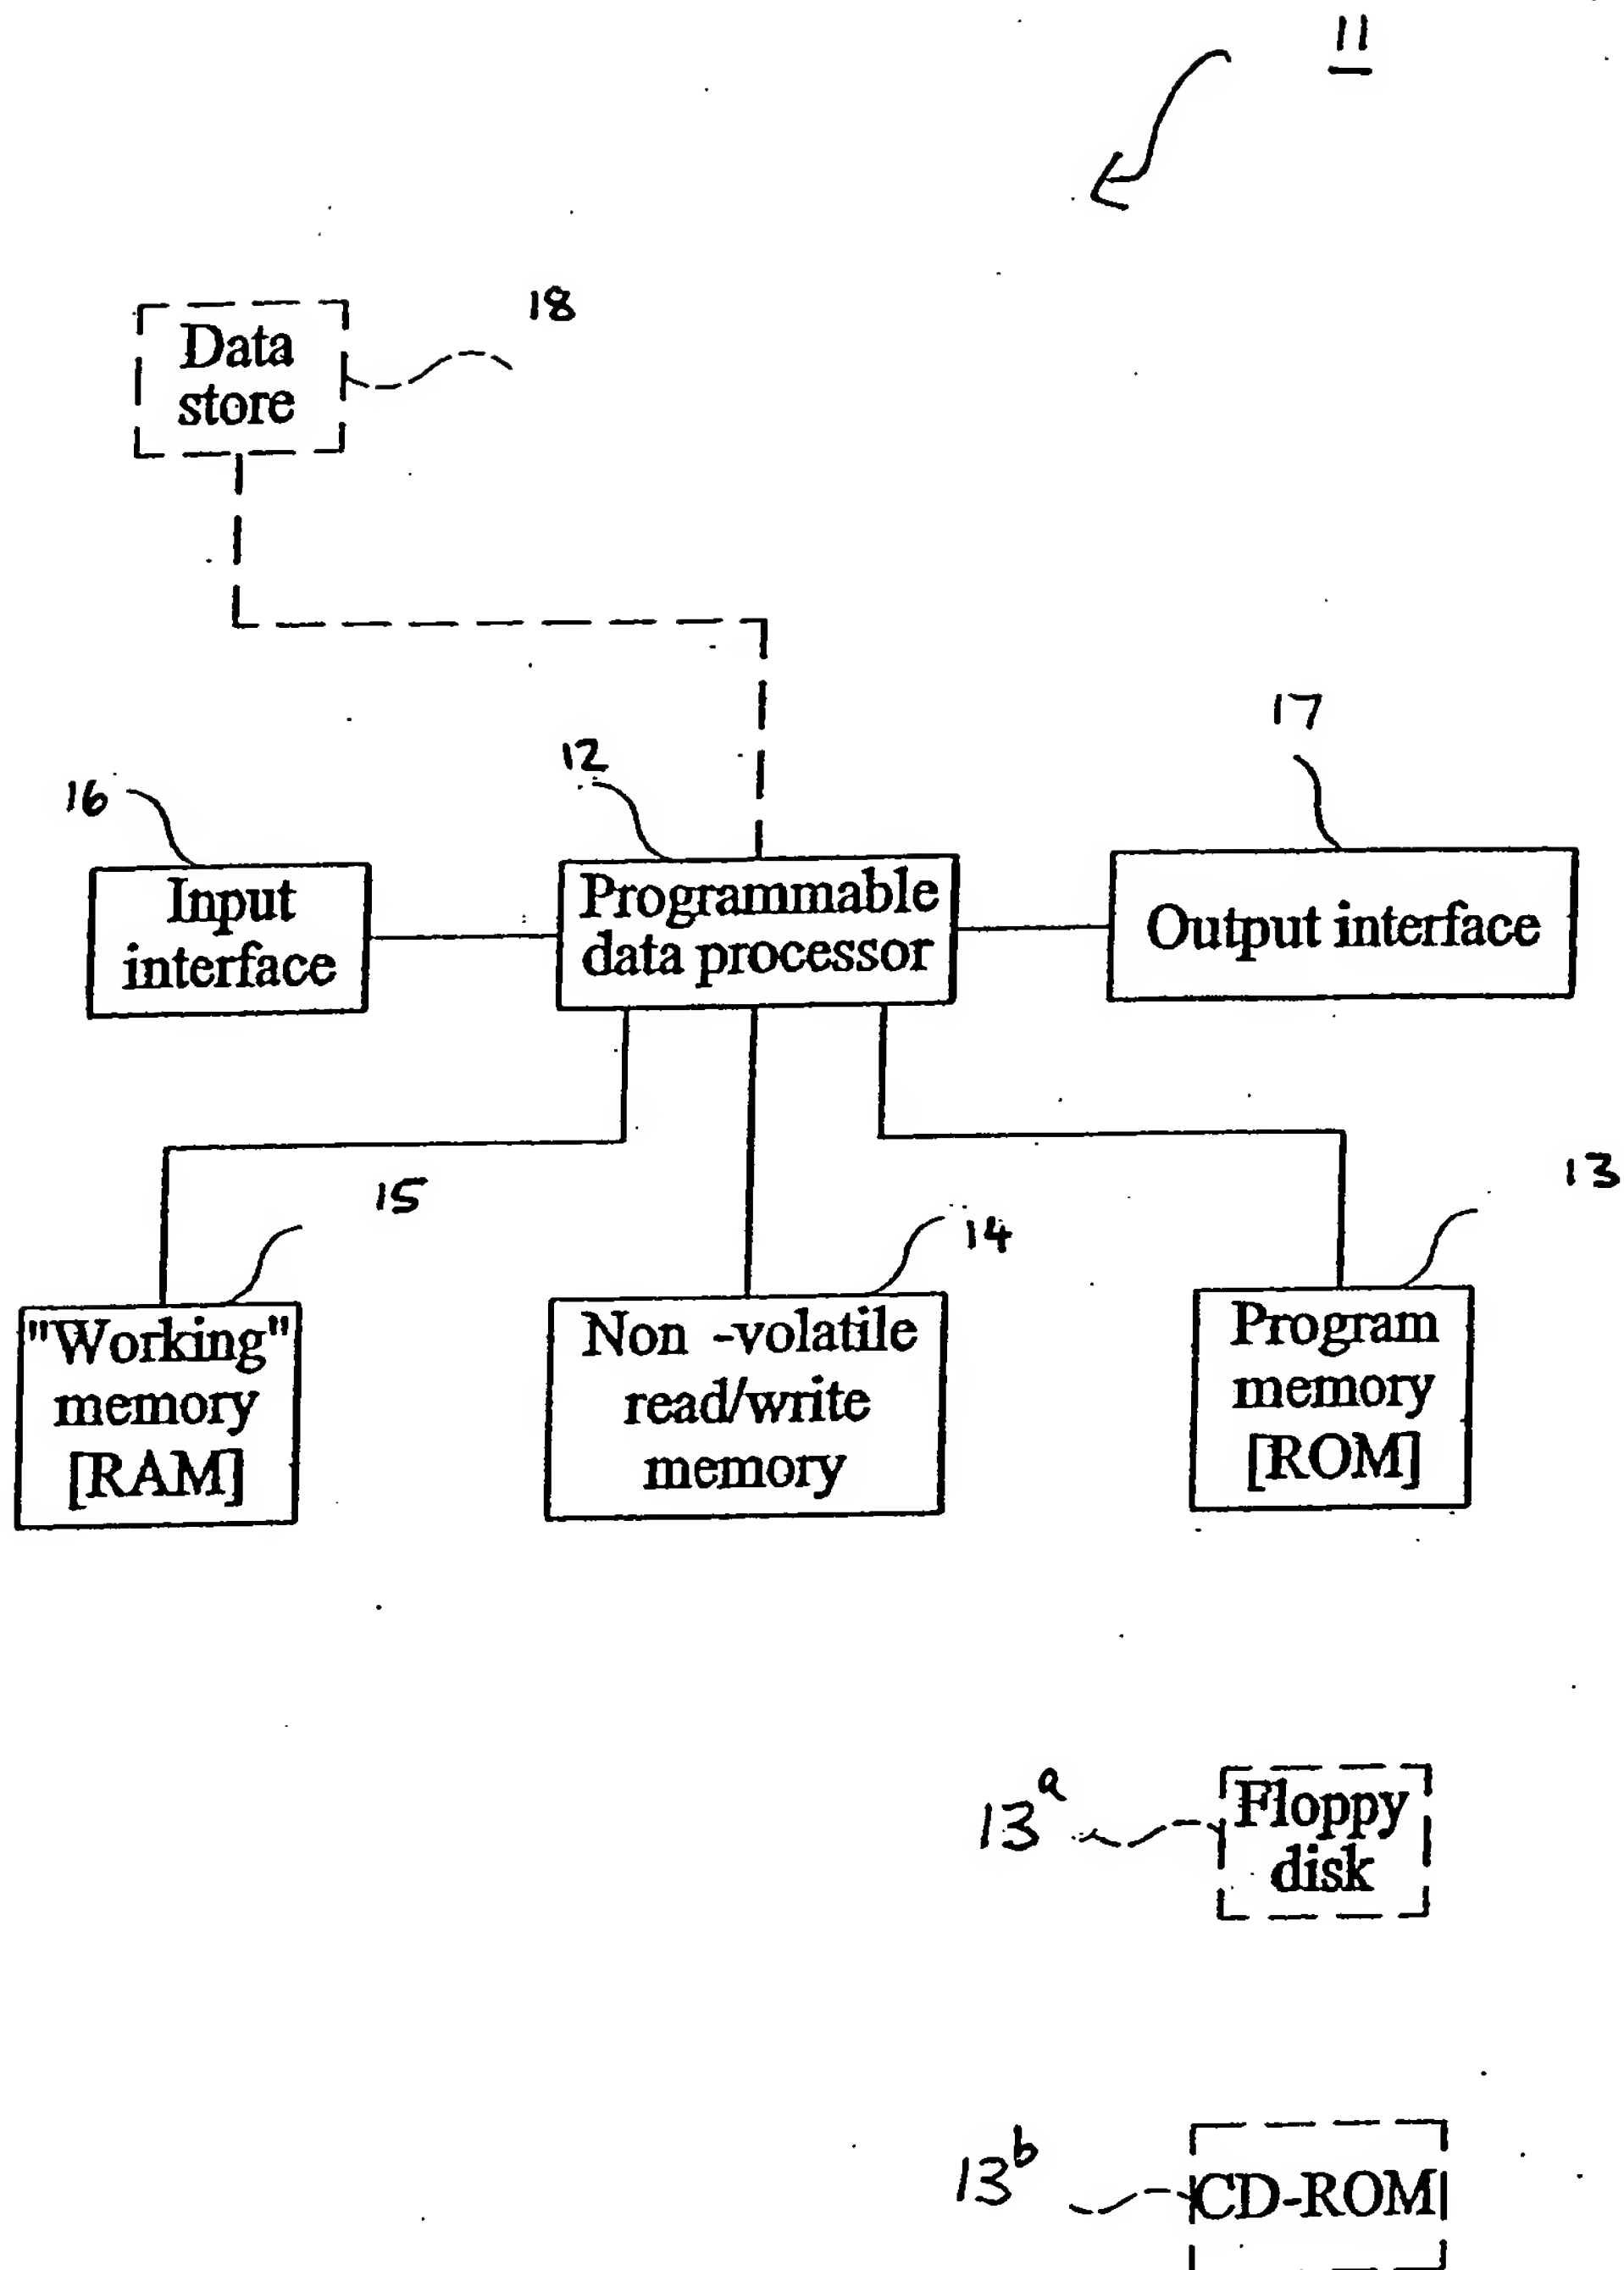 11
18
Data
store
17
12
16
Input
interface
Programmable
data processor
Output interface
15
14
13
"Working"
memory
[RAM]
Non -volatile
read/write
memory
Program
memory
[ROM]
13a
Floppy
disk
13b
CD-ROM